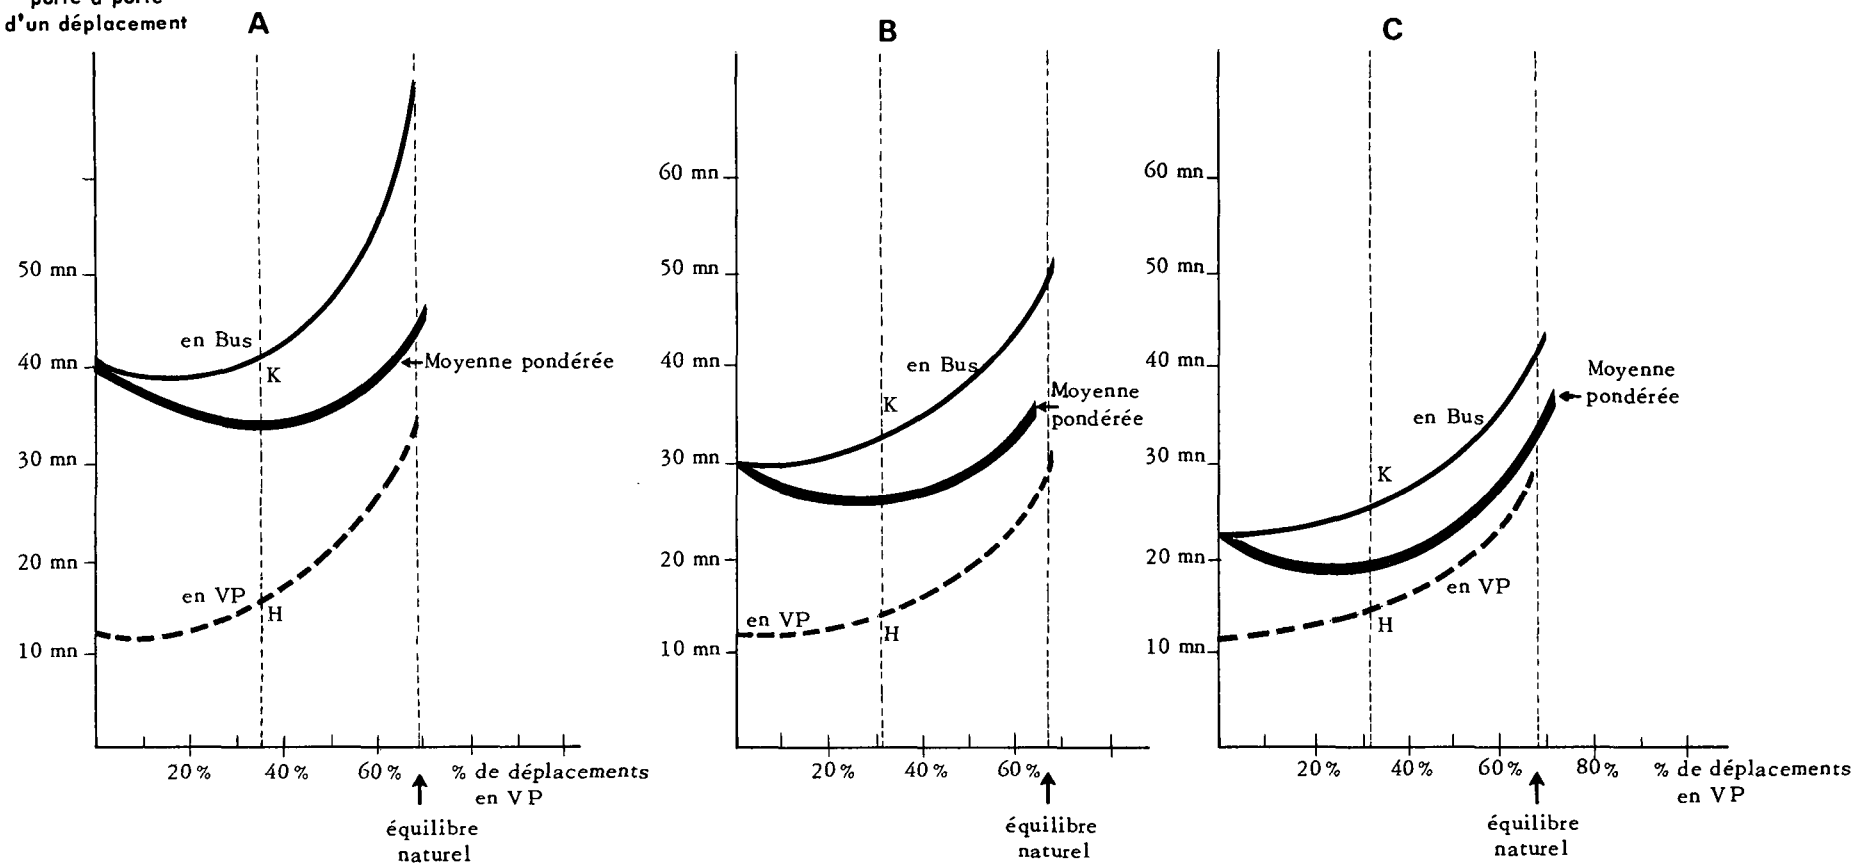 porte à porte
d'un déplacement
A
50 mn
40 mn
30 mn
20 mn
10 mn
en Bus
K
Moyenne pondérée
en VP
H
20 %
40 %
60 %
% de déplacements
en VP
équilibre
naturel
B
60 mn
50 mn
40 mn
30 mn
20 mn
10 mn
en Bus
K
Moyenne
pondérée
en VP
H
20 %
40 %
60 %
équilibre
naturel
C
60 mn
50 mn
40 mn
30 mn
20 mn
10 mn
Moyenne
pondérée
en Bus
K
en VP
H
20 %
40 %
60 %
80 %
% de déplacements
en VP
équilibre
naturel